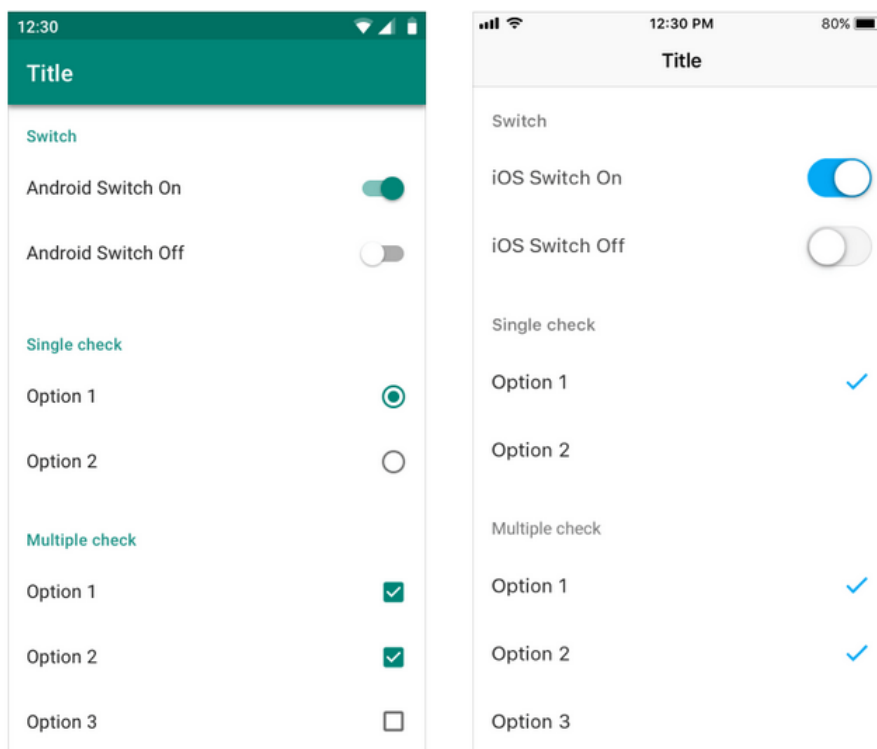 12:30
Title
Switch
Android Switch On
Android Switch Off
Single check
Option 1
Option 2
Multiple check
Option 1
Option 2
Option 3
12:30 PM
80%
Title
Switch
iOS Switch On
iOS Switch Off
Single check
Option 1
Option 2
Multiple check
Option 1
Option 2
Option 3